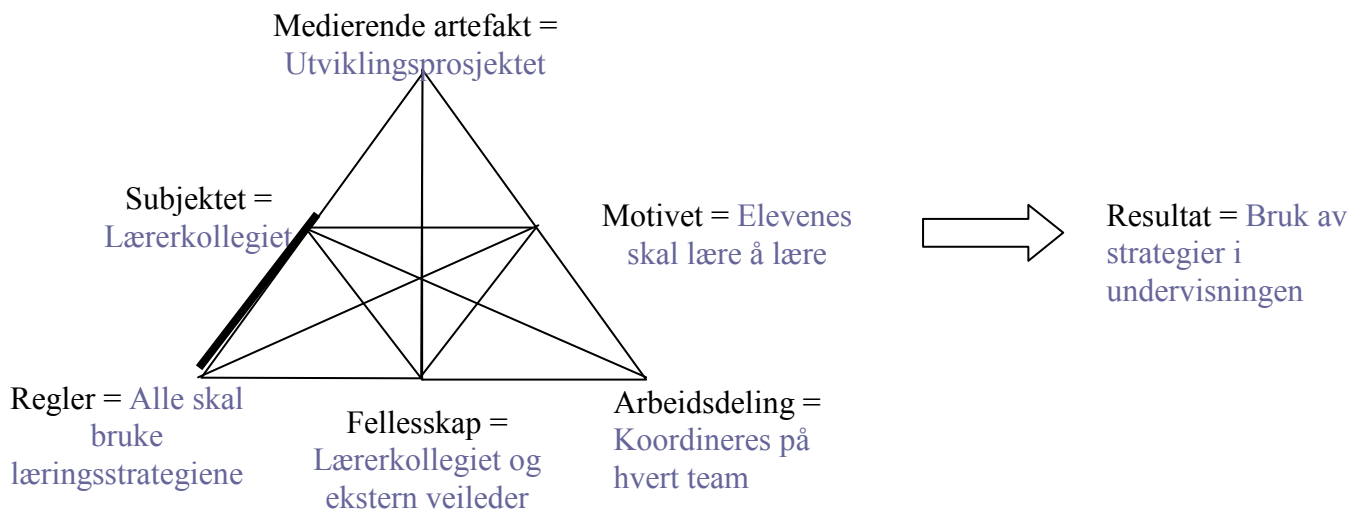 Medierende artefakt =
Utviklingsprosjektet
Subjektet =
Lærerkollegiet
Motivet = Elevenes
skal lære å lære
Resultat = Bruk av
strategier i
undervisningen
Regler = Alle skal
bruke
læringsstrategiene
Fellesskap =
Lærerkollegiet og
ekstern veileder
Arbeidsdeling =
Koordineres på
hvert team